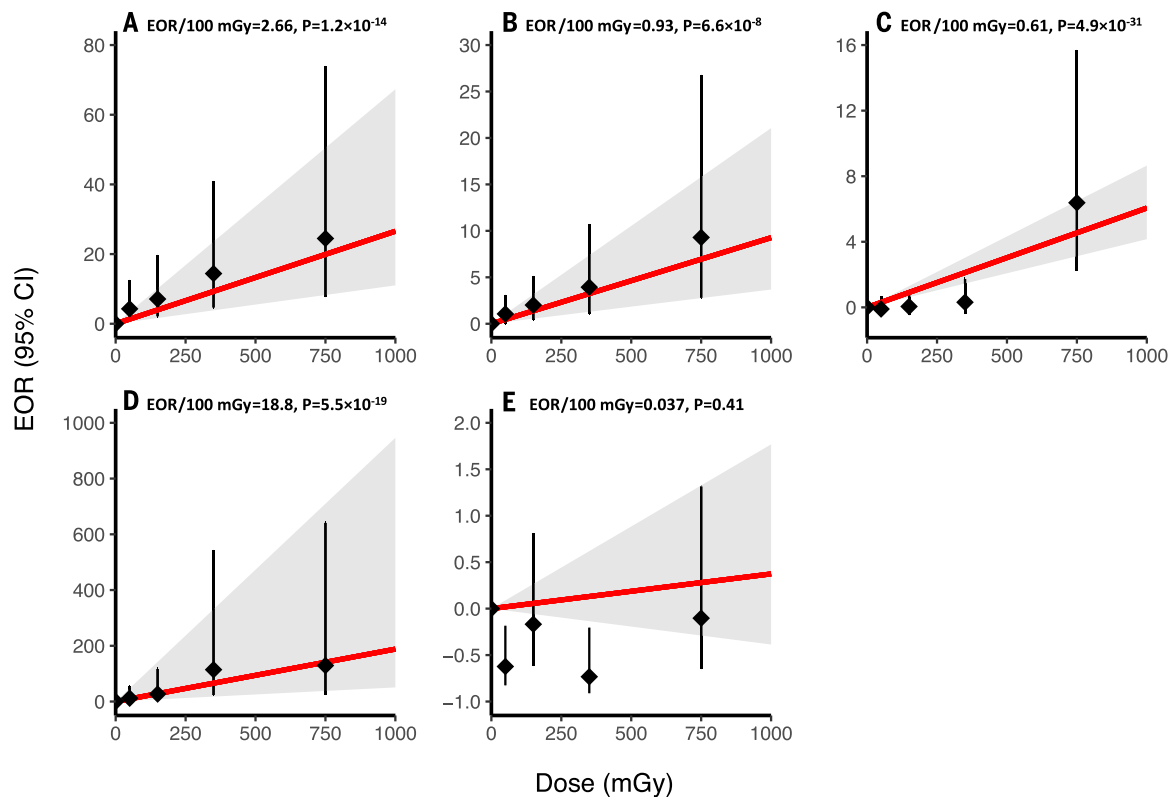 A EOR/100 mGy=2.66, P=1.2×10⁻¹⁴
B EOR/100 mGy=0.93, P=6.6×10⁻⁸
C EOR/100 mGy=0.61, P=4.9×10⁻³¹
80
60
40
20
0
0 250 500 750 1000
30
25
20
15
10
5
0
0 250 500 750 1000
16
12
8
4
0
0 250 500 750 1000
EOR (95% CI)
D EOR/100 mGy=18.8, P=5.5×10⁻¹⁹
E EOR/100 mGy=0.037, P=0.41
1000
800
600
400
200
0
0 250 500 750 1000
2.0
1.5
1.0
0.5
0.0
−0.5
−1.0
0 250 500 750 1000
Dose (mGy)